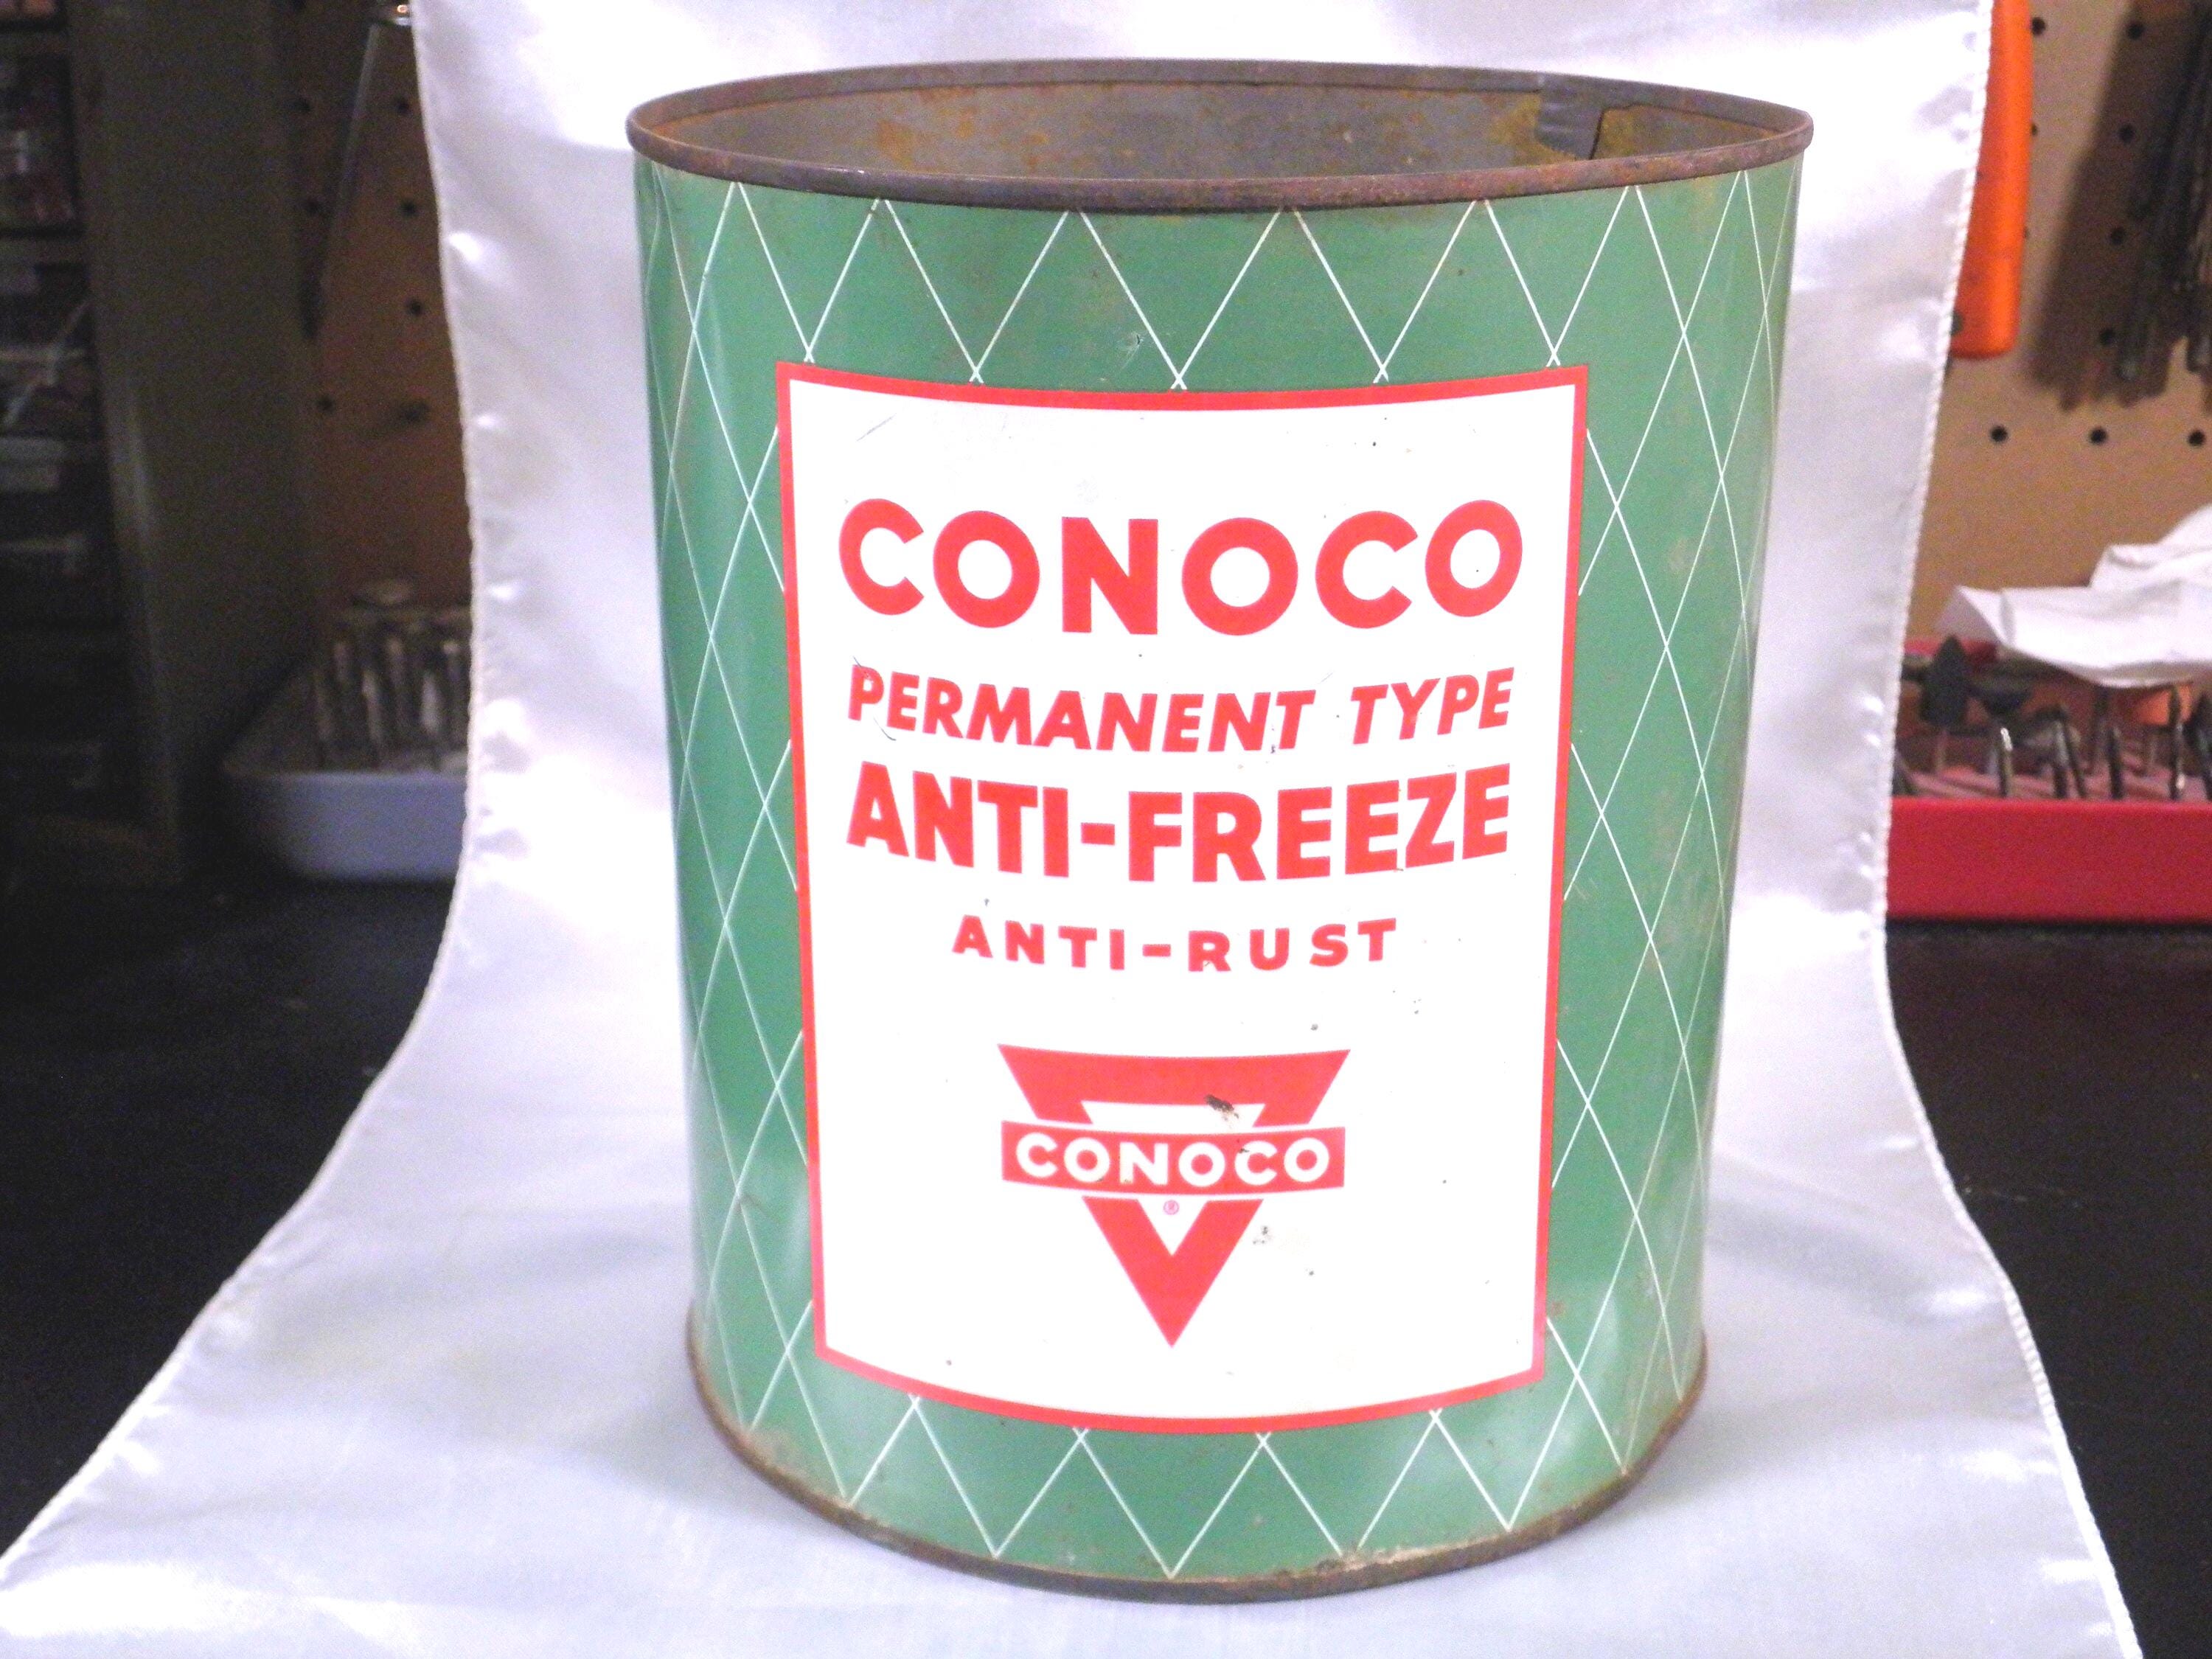 CONOCO
PERMANENT TYPE
ANTI-FREEZE
ANTI-RUST
CONOCO
®